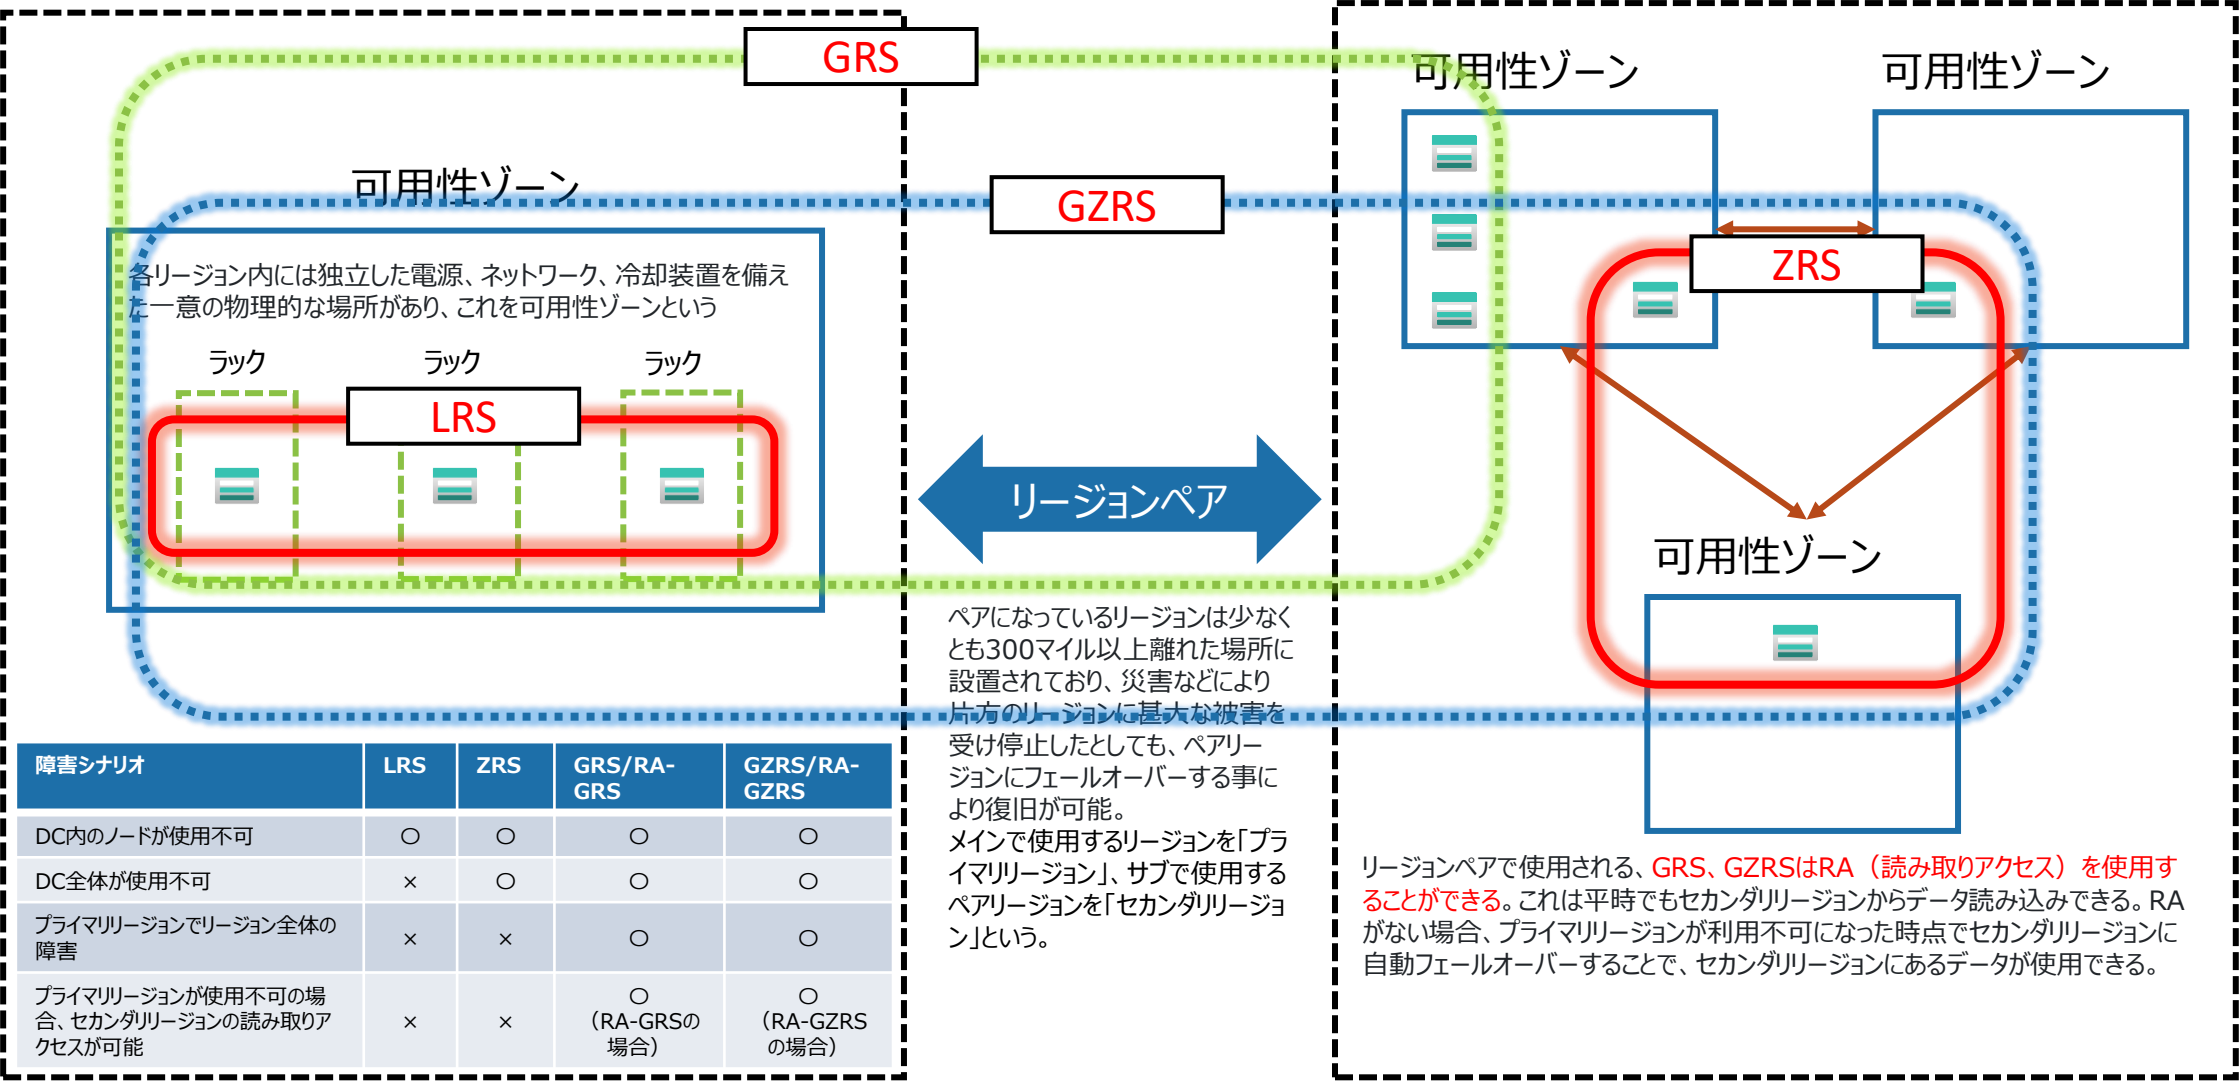 GRS
可用性ゾーン
可用性ゾーン
可用性ゾーン
GZRS
ZRS
各リージョン内には独立した電源、ネットワーク、冷却装置を備え
た一意の物理的な場所があり、これを可用性ゾーンという
ラック
ラック
ラック
LRS
リージョンペア
可用性ゾーン
ペアになっているリージョンは少なく
とも300マイル以上離れた場所に
設置されており、災害などにより
片方のリージョンに甚大な被害を
受け停止したとしても、ペアリー
ジョンにフェールオーバーする事に
より復旧が可能。
メインで使用するリージョンを「プラ
イマリリージョン」、サブで使用する
ペアリージョンを「セカンダリリージョ
ン」という。
障害シナリオ LRS ZRS GRS/RA-
GRS GZRS/RA-
GZRS
DC内のノードが使用不可 〇 〇 〇 〇
DC全体が使用不可 × 〇 〇 〇
プライマリリージョンでリージョン全体の
障害 × × 〇 〇
プライマリリージョンが使用不可の場
合、セカンダリリージョンの読み取りア
クセスが可能 × × 〇
（RA-GRSの
場合） 〇
（RA-GZRS
の場合）
リージョンペアで使用される、GRS、GZRSはRA（読み取りアクセス）を使用す
ることができる。これは平時でもセカンダリリージョンからデータ読み込みできる。RA
がない場合、プライマリリージョンが利用不可になった時点でセカンダリリージョンに
自動フェールオーバーすることで、セカンダリリージョンにあるデータが使用できる。